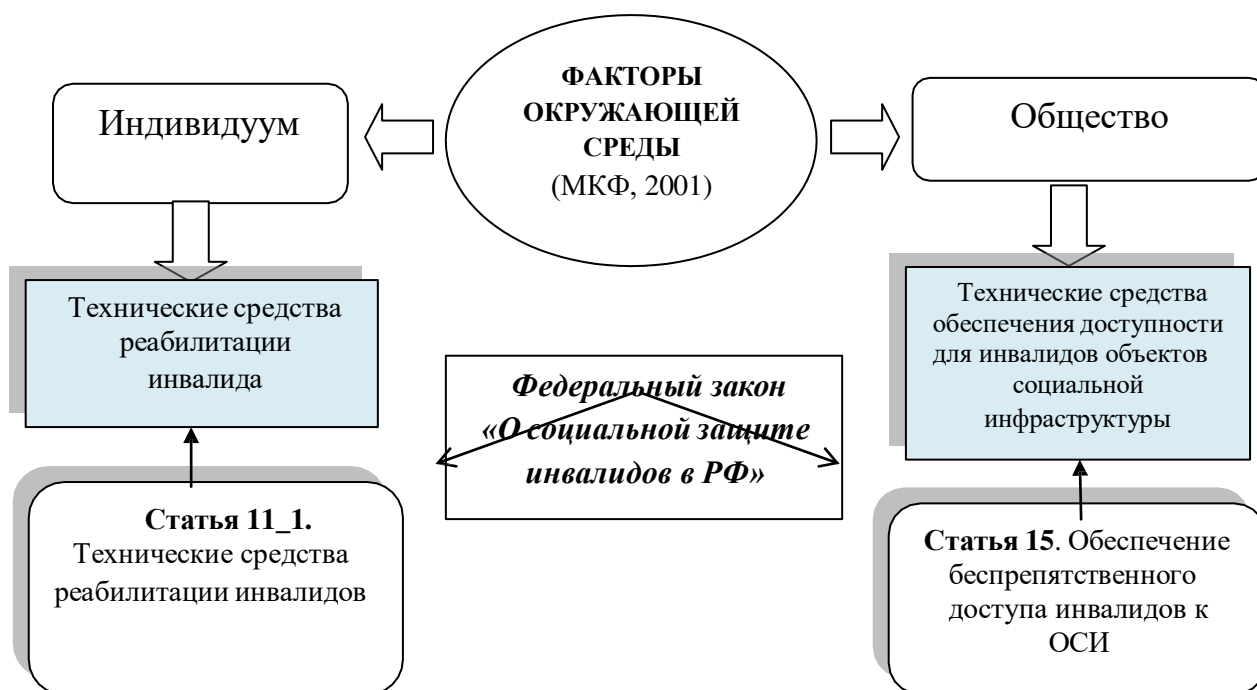 ФАКТОРЫ
ОКРУЖАЮЩЕЙ
СРЕДЫ
(МКФ, 2001)
Индивидуум
Общество
Технические средства
реабилитации
инвалида
Технические средства
обеспечения доступности
для инвалидов объектов
социальной
инфраструктуры
Федеральный закон
«О социальной защите
инвалидов в РФ»
Статья 11_1.
Технические средства
реабилитации инвалидов
Статья 15. Обеспечение
беспрепятственного
доступа инвалидов к
ОСИ